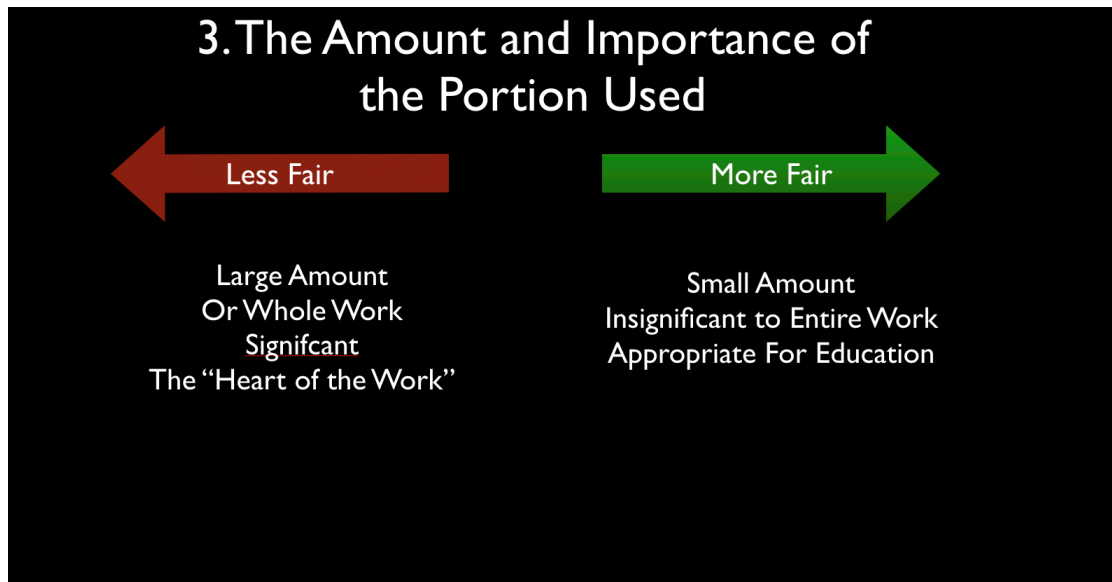 3. The Amount and Importance of
the Portion Used
Less Fair
More Fair
Large Amount
Or Whole Work
Signifcant
The “Heart of the Work”
Small Amount
Insignificant to Entire Work
Appropriate For Education